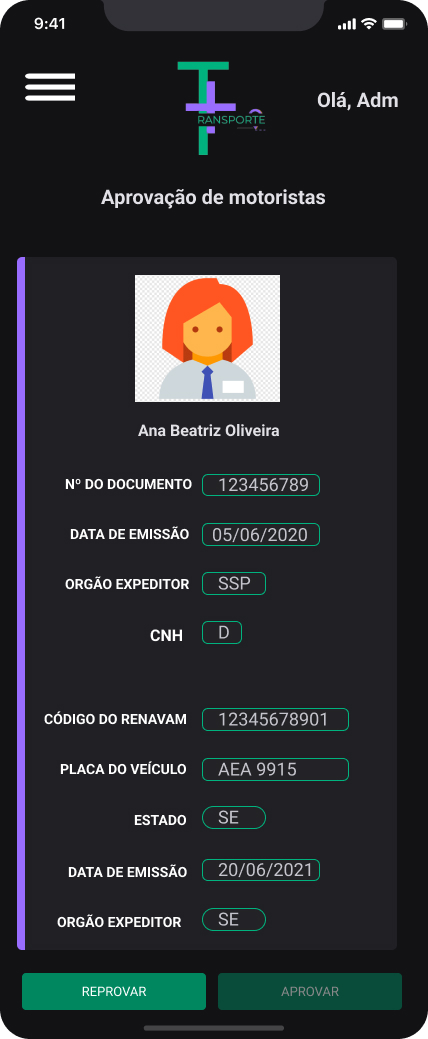 9:41
Olá, Adm
RANSPORTE
Aprovação de motoristas
Ana Beatriz Oliveira
Nº DO DOCUMENTO 123456789
DATA DE EMISSÃO 05/06/2020
ORGÃO EXPEDITOR SSP
CNH D
CÓDIGO DO RENAVAM 12345678901
PLACA DO VEÍCULO AEA 9915
ESTADO SE
DATA DE EMISSÃO 20/06/2021
ORGÃO EXPEDITOR SE
REPROVAR APROVAR